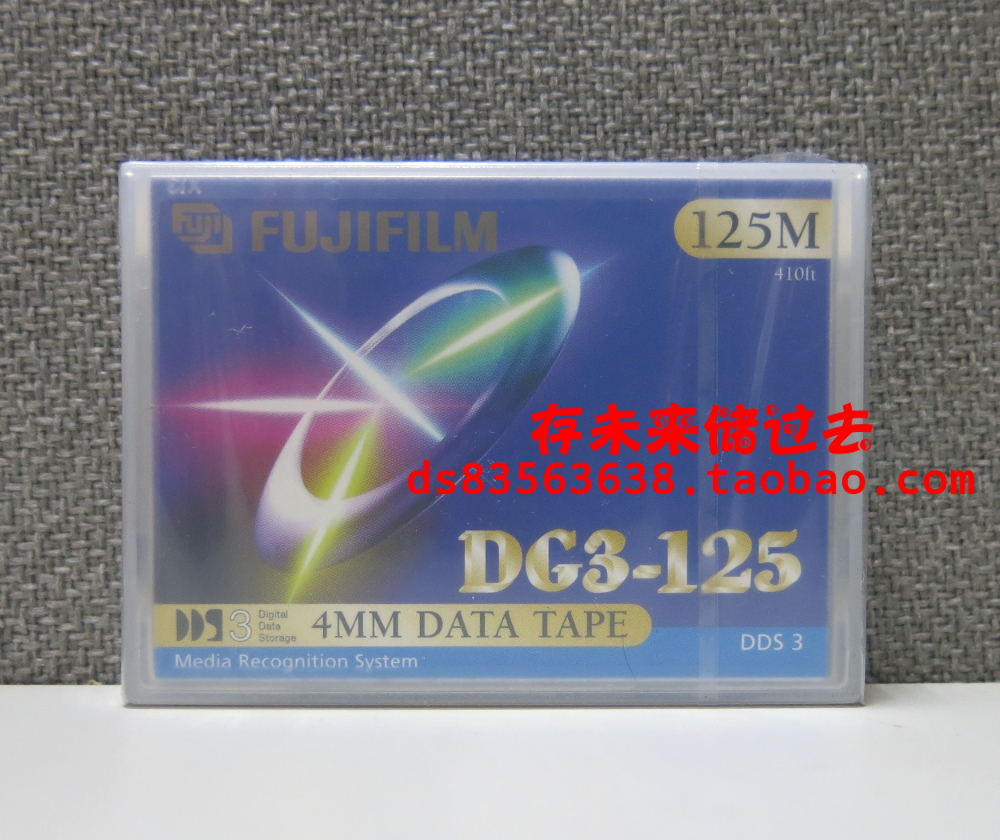 FUJI FUJIFILM
125M
410ft
存未来储过去
ds83563638.taobao.com
DG3-125
DDS 3 Digital Data Storage
4MM DATA TAPE
DDS 3
Media Recognition System